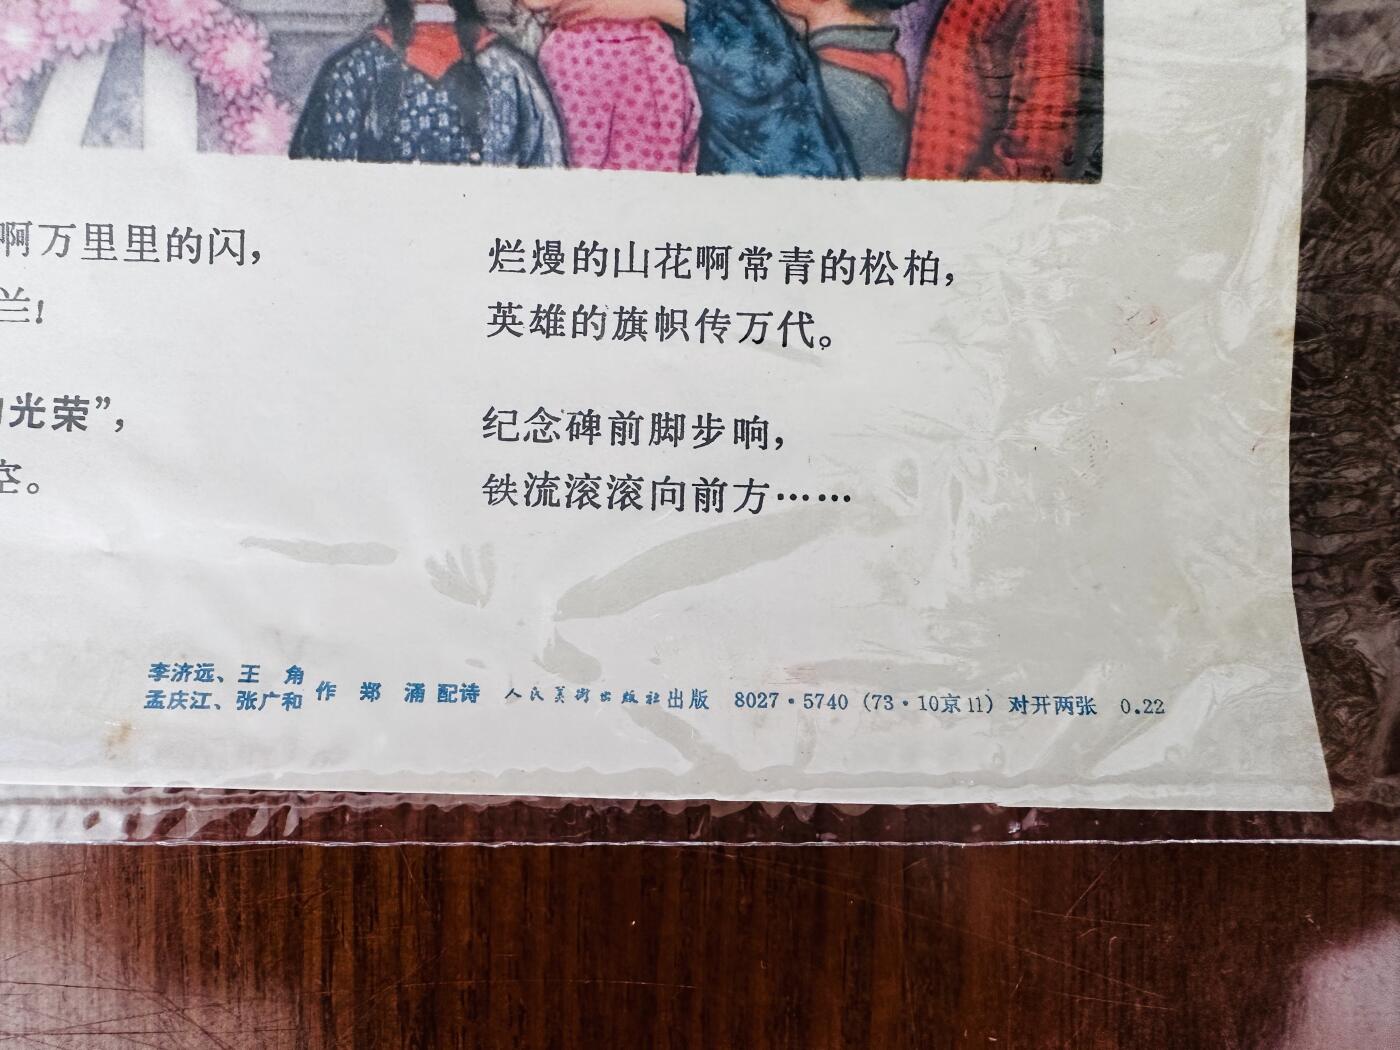 啊万里里的闪，
兰！
光荣”，
空。
烂熳的山花啊常青的松柏，
英雄的旗帜传万代。
纪念碑前脚步响，
铁流滚滚向前方……
李济远、王　角
孟庆江、张广和 作　郑　涌 配诗　人民美术出版社出版　8027·5740（73·10京11）对开两张　0.22